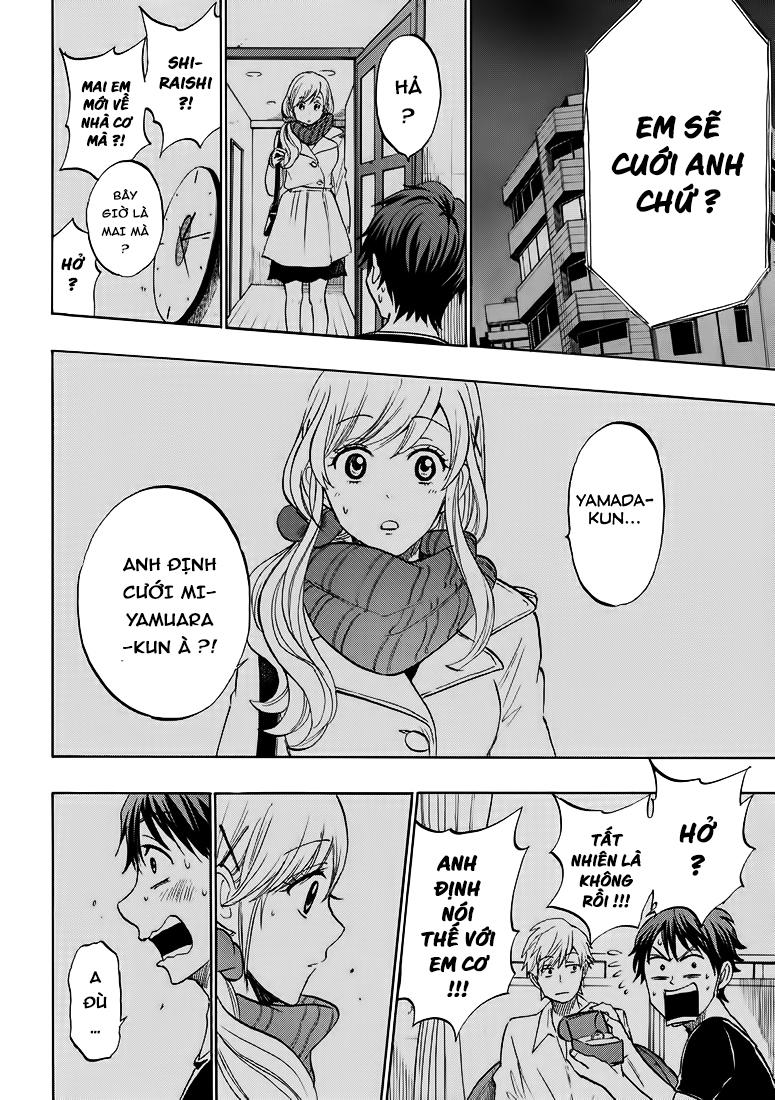 EM SẼ
CUỚI ANH
CHỨ ?
HẢ
?
SHI-
RAISHI
?!
MAI EM
MỚI VỀ
NHÀ CƠ
MÀ ?!
BÂY
GIỜ LÀ
MAI MÀ
?
HỞ
?
YAMADA-
KUN...
ANH ĐỊNH
CƯỚI MI-
YAMUARA
-KUN À ?!
HỞ
?
TẤT
NHIÊN LÀ
KHÔNG
RỒI !!!
ANH
ĐỊNH
NÓI
THẾ VỚI
EM CƠ
!!!
A
ĐÙ
...